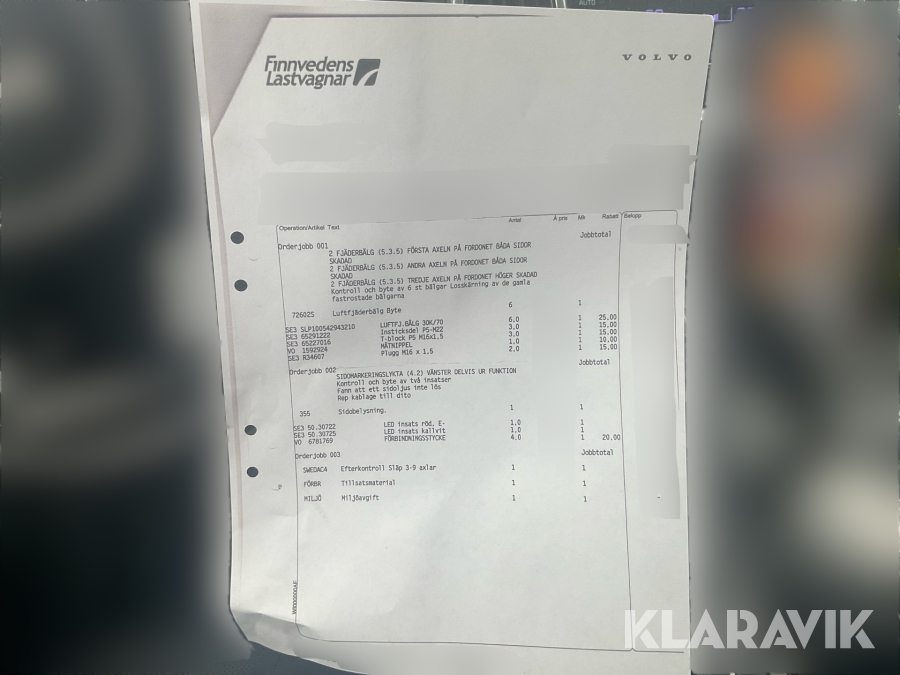 AUTO
Finnvedens
Lastvagnar
VOLVO
Operation/Artikel Text Antal Å pris Mk Rabatt Belopp
Orderjobb 001 Jobbtotal
2 FJÄDERBÄLG (5.3.5) FÖRSTA AXELN PÅ FORDONET BÅDA SIDOR
SKADAD
2 FJÄDERBÄLG (5.3.5) ANDRA AXELN PÅ FORDONET BÅDA SIDOR
SKADAD
2 FJÄDERBÄLG (5.3.5) TREDJE AXELN PÅ FORDONET HÖGER SKADAD
Kontroll och byte av 6 st bälgar Losskärning av de gamla
fastrostade bälgarna
726025 Luftfjäderbälg Byte 6 1
SE3 SLP100542943210 LUFTFJ.BÄLG 30K/70 6.0 1 25.00
SE3 65291222 Insticksdel P5-M22 3.0 1 15.00
SE3 65227016 T-block P5 M16x1.5 3.0 1 15.00
VO 1592924 MÄTNIPPEL 1.0 1 10.00
SE3 R34607 Plugg M16 x 1.5 2.0 1 15.00
Orderjobb 002 Jobbtotal
SIDOMARKERINGSLYKTA (4.2) VÄNSTER DELVIS UR FUNKTION
Kontroll och byte av två insatser
Fann att ett sidoljus inte lös
Rep kablage till dito
355 Sidobelysning. 1 1
SE3 50.30722 LED insats röd, E- 1,0 1
SE3 50.30725 LED insats kallvit 1,0 1
VO 6781769 FÖRBINDNINGSSTYCKE 4.0 1 20.00
Orderjobb 003 Jobbtotal
SWEDAC4 Efterkontroll Släp 3-9 axlar 1 1
FÖRBR Tillsatsmaterial 1 1
MILJÖ Miljöavgift 1 1
KLARAVIK